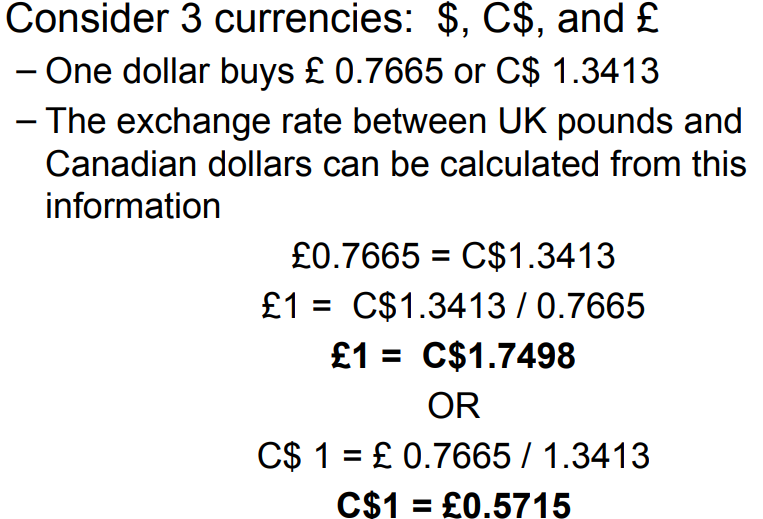 Consider 3 currencies: $, C$, and £
– One dollar buys £ 0.7665 or C$ 1.3413
– The exchange rate between UK pounds and
Canadian dollars can be calculated from this
information
£0.7665 = C$1.3413
£1 = C$1.3413 / 0.7665
£1 = C$1.7498
OR
C$ 1 = £ 0.7665 / 1.3413
C$1 = £0.5715